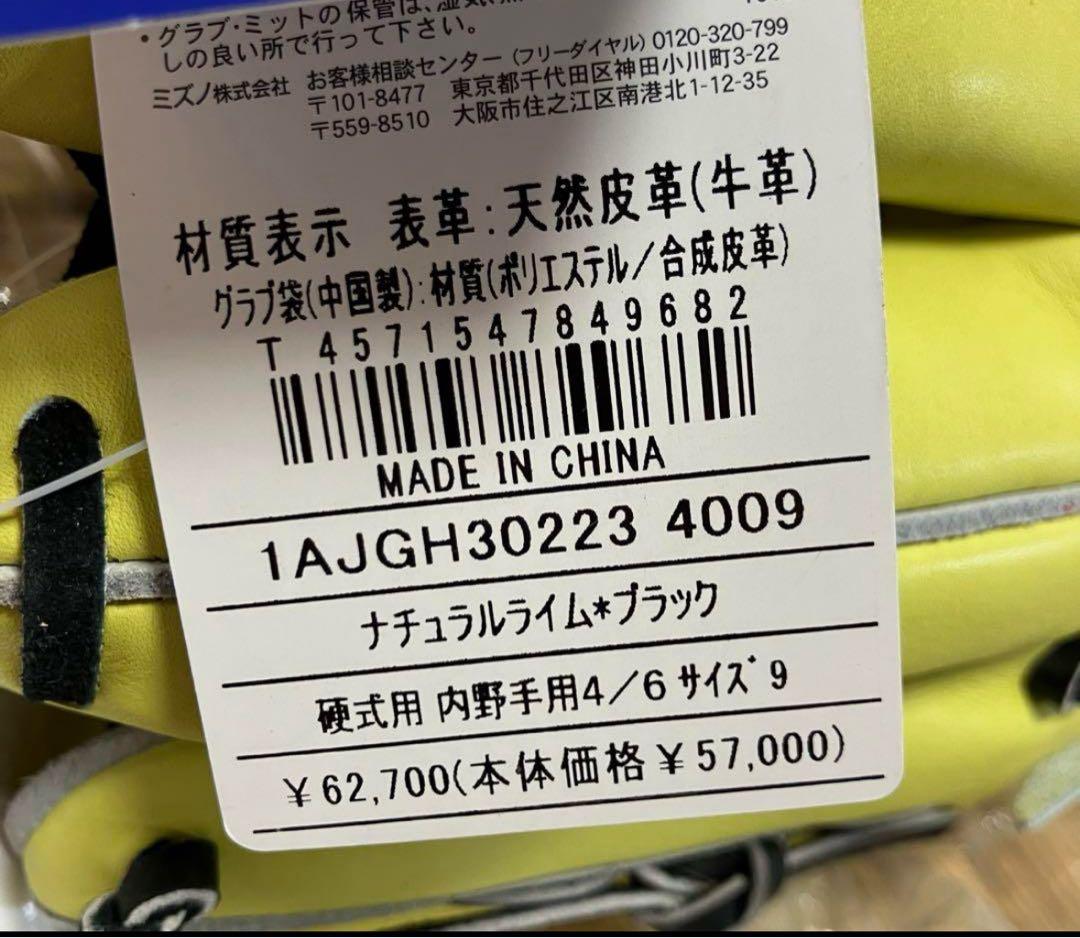 ・グラブ・ミットの保管は、湿気
しの良い所で行って下さい。
ミズノ株式会社 お客様相談センター (フリーダイヤル) 0120-320-799
〒101-8477 東京都千代田区神田小川町3-22
〒559-8510 大阪市住之江区南港北1-12-35
材質表示 表革:天然皮革(牛革)
グラブ袋(中国製):材質(ポリエステル/合成皮革)
T 4571547849682
MADE IN CHINA
1AJGH30223 4009
ナチュラルライム*ブラック
硬式用 内野手用4/6 サイズ 9
¥62,700(本体価格¥57,000)